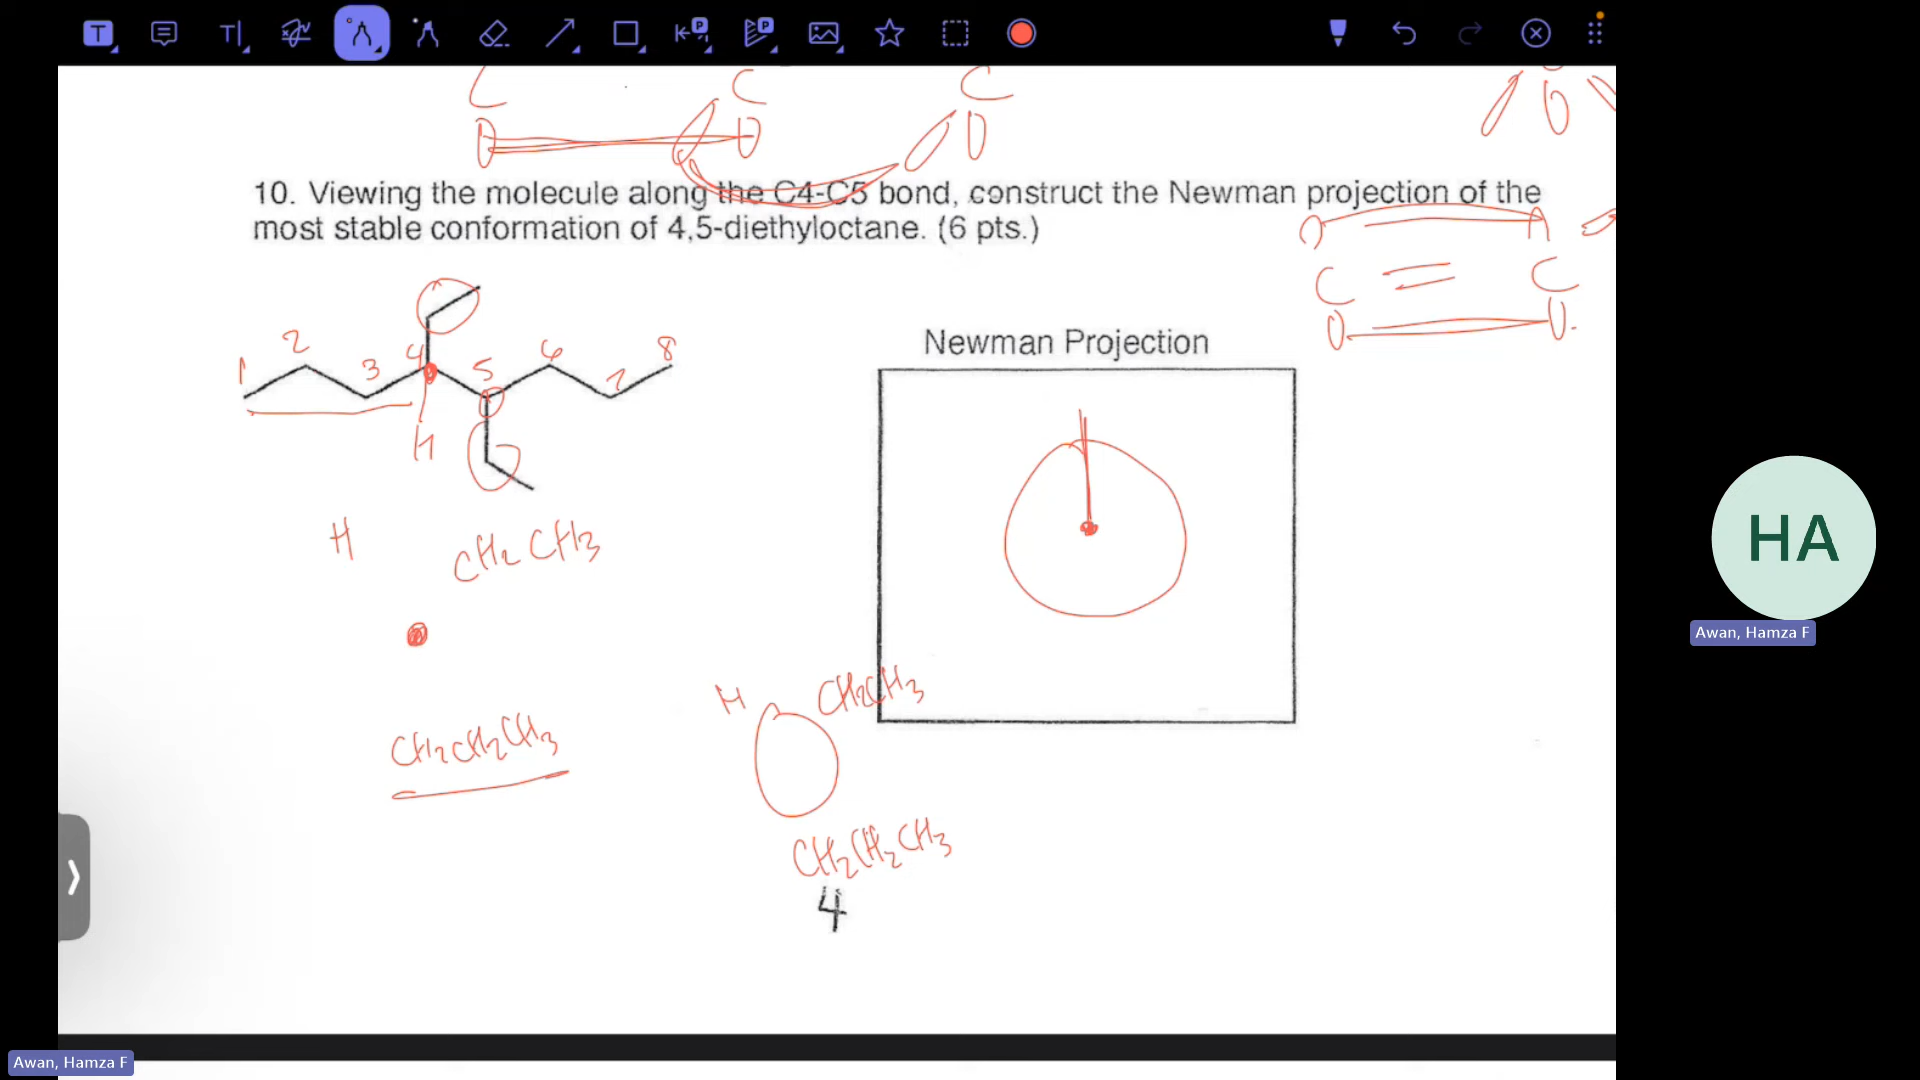 C C C
10. Viewing the molecule along the C4-C5 bond, construct the Newman projection of the
most stable conformation of 4,5-diethyloctane. (6 pts.)
C = C
Newman Projection
1 2 3 4 5 6 7 8
H
H
CH2CH3
HA
Awan, Hamza F
H
CH2CH3
CH2CH2CH3
CH2CH2CH3
4
Awan, Hamza F